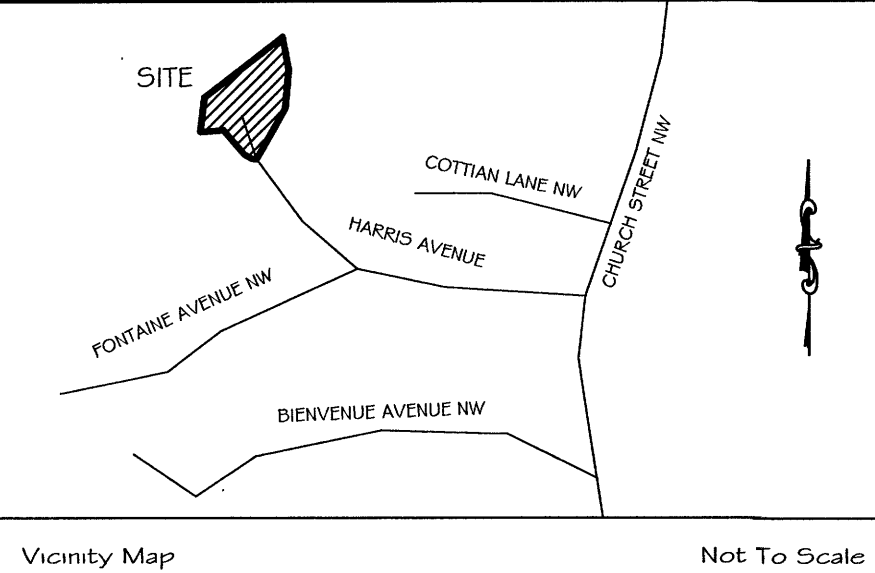 SITE
COTTIAN LANE NW
CHURCH STREET NW
HARRIS AVENUE
FONTAINE AVENUE NW
BIENVENUE AVENUE NW
Vicinity Map
Not To Scale